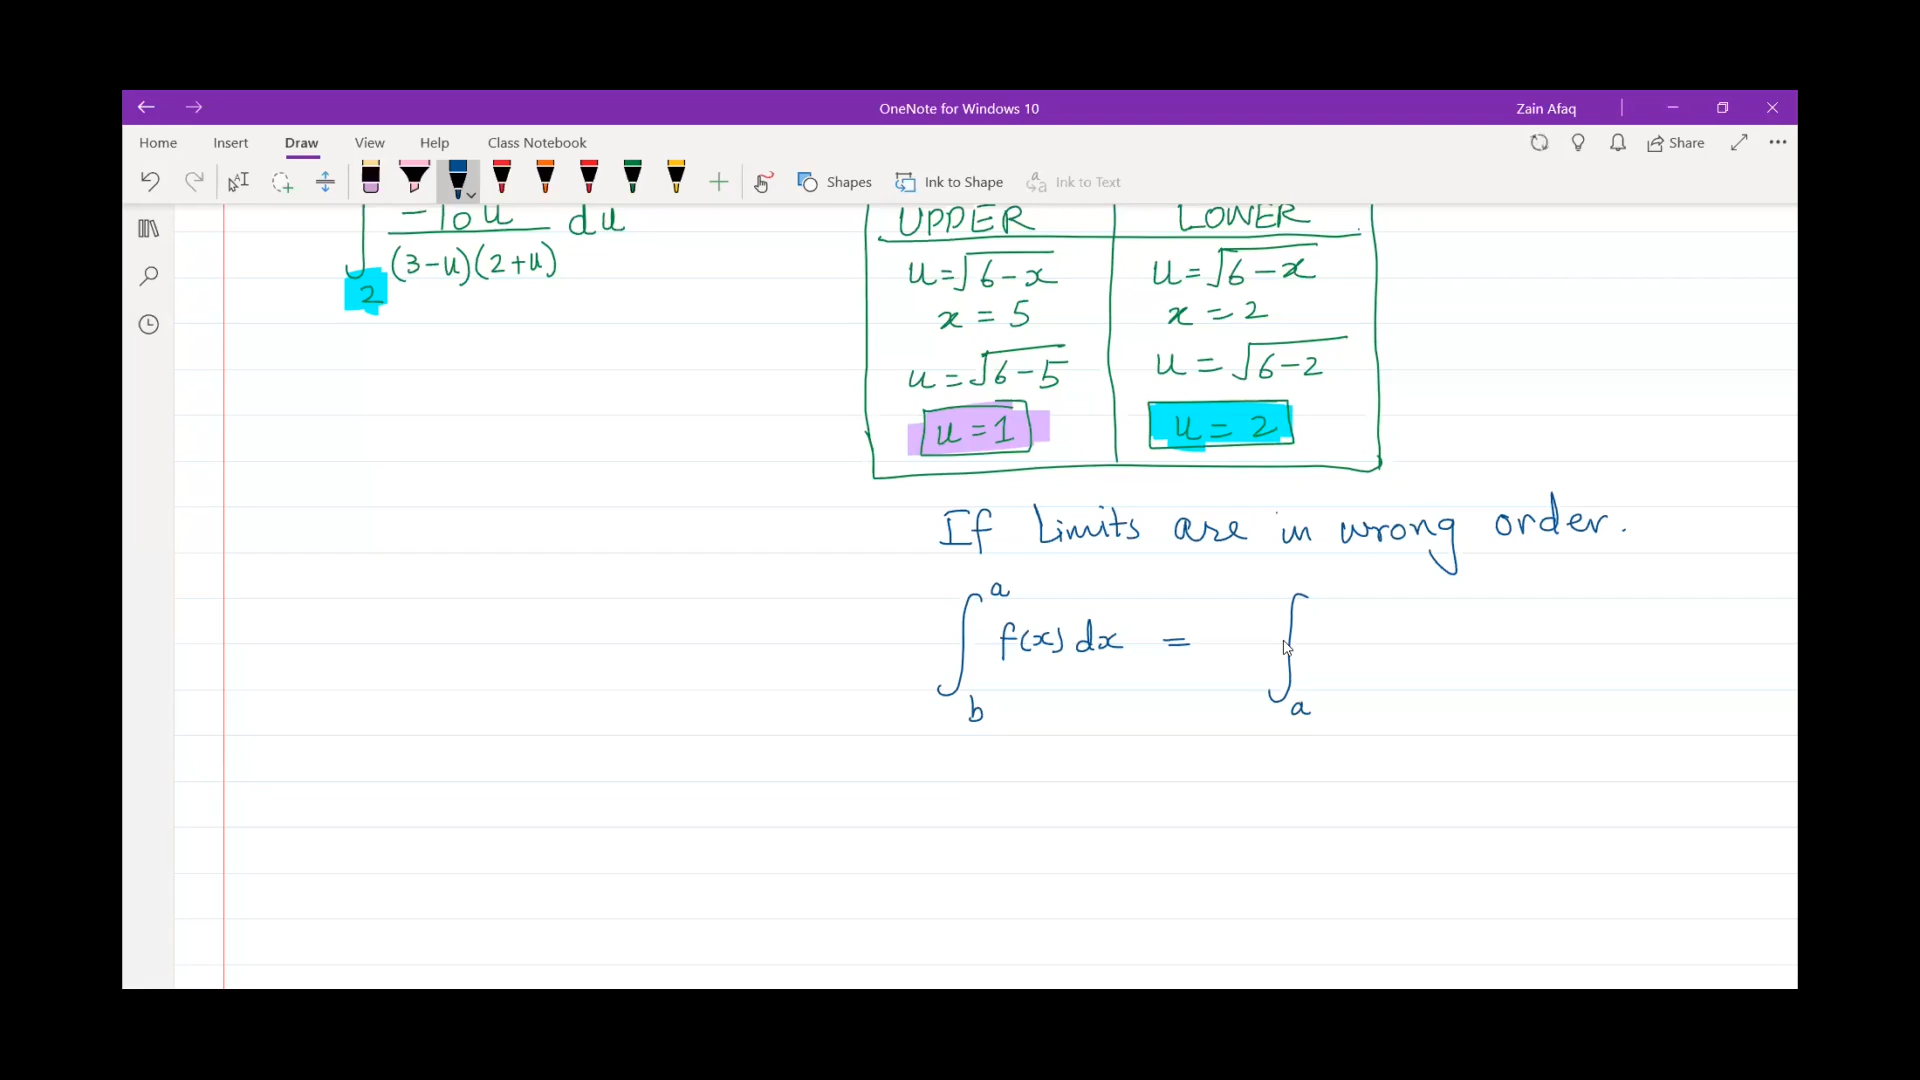 OneNote for Windows 10
Zain Afaq
Home Insert Draw View Help Class Notebook
Share
Shapes Ink to Shape Ink to Text
∫ -10u / (3-u)(2+u) du
2
UPPER
u=√6-x
x = 5
u=√6-5
u=1
LOWER
u=√6-x
x = 2
u = √6-2
u = 2
If Limits are in wrong order.
∫ₐ